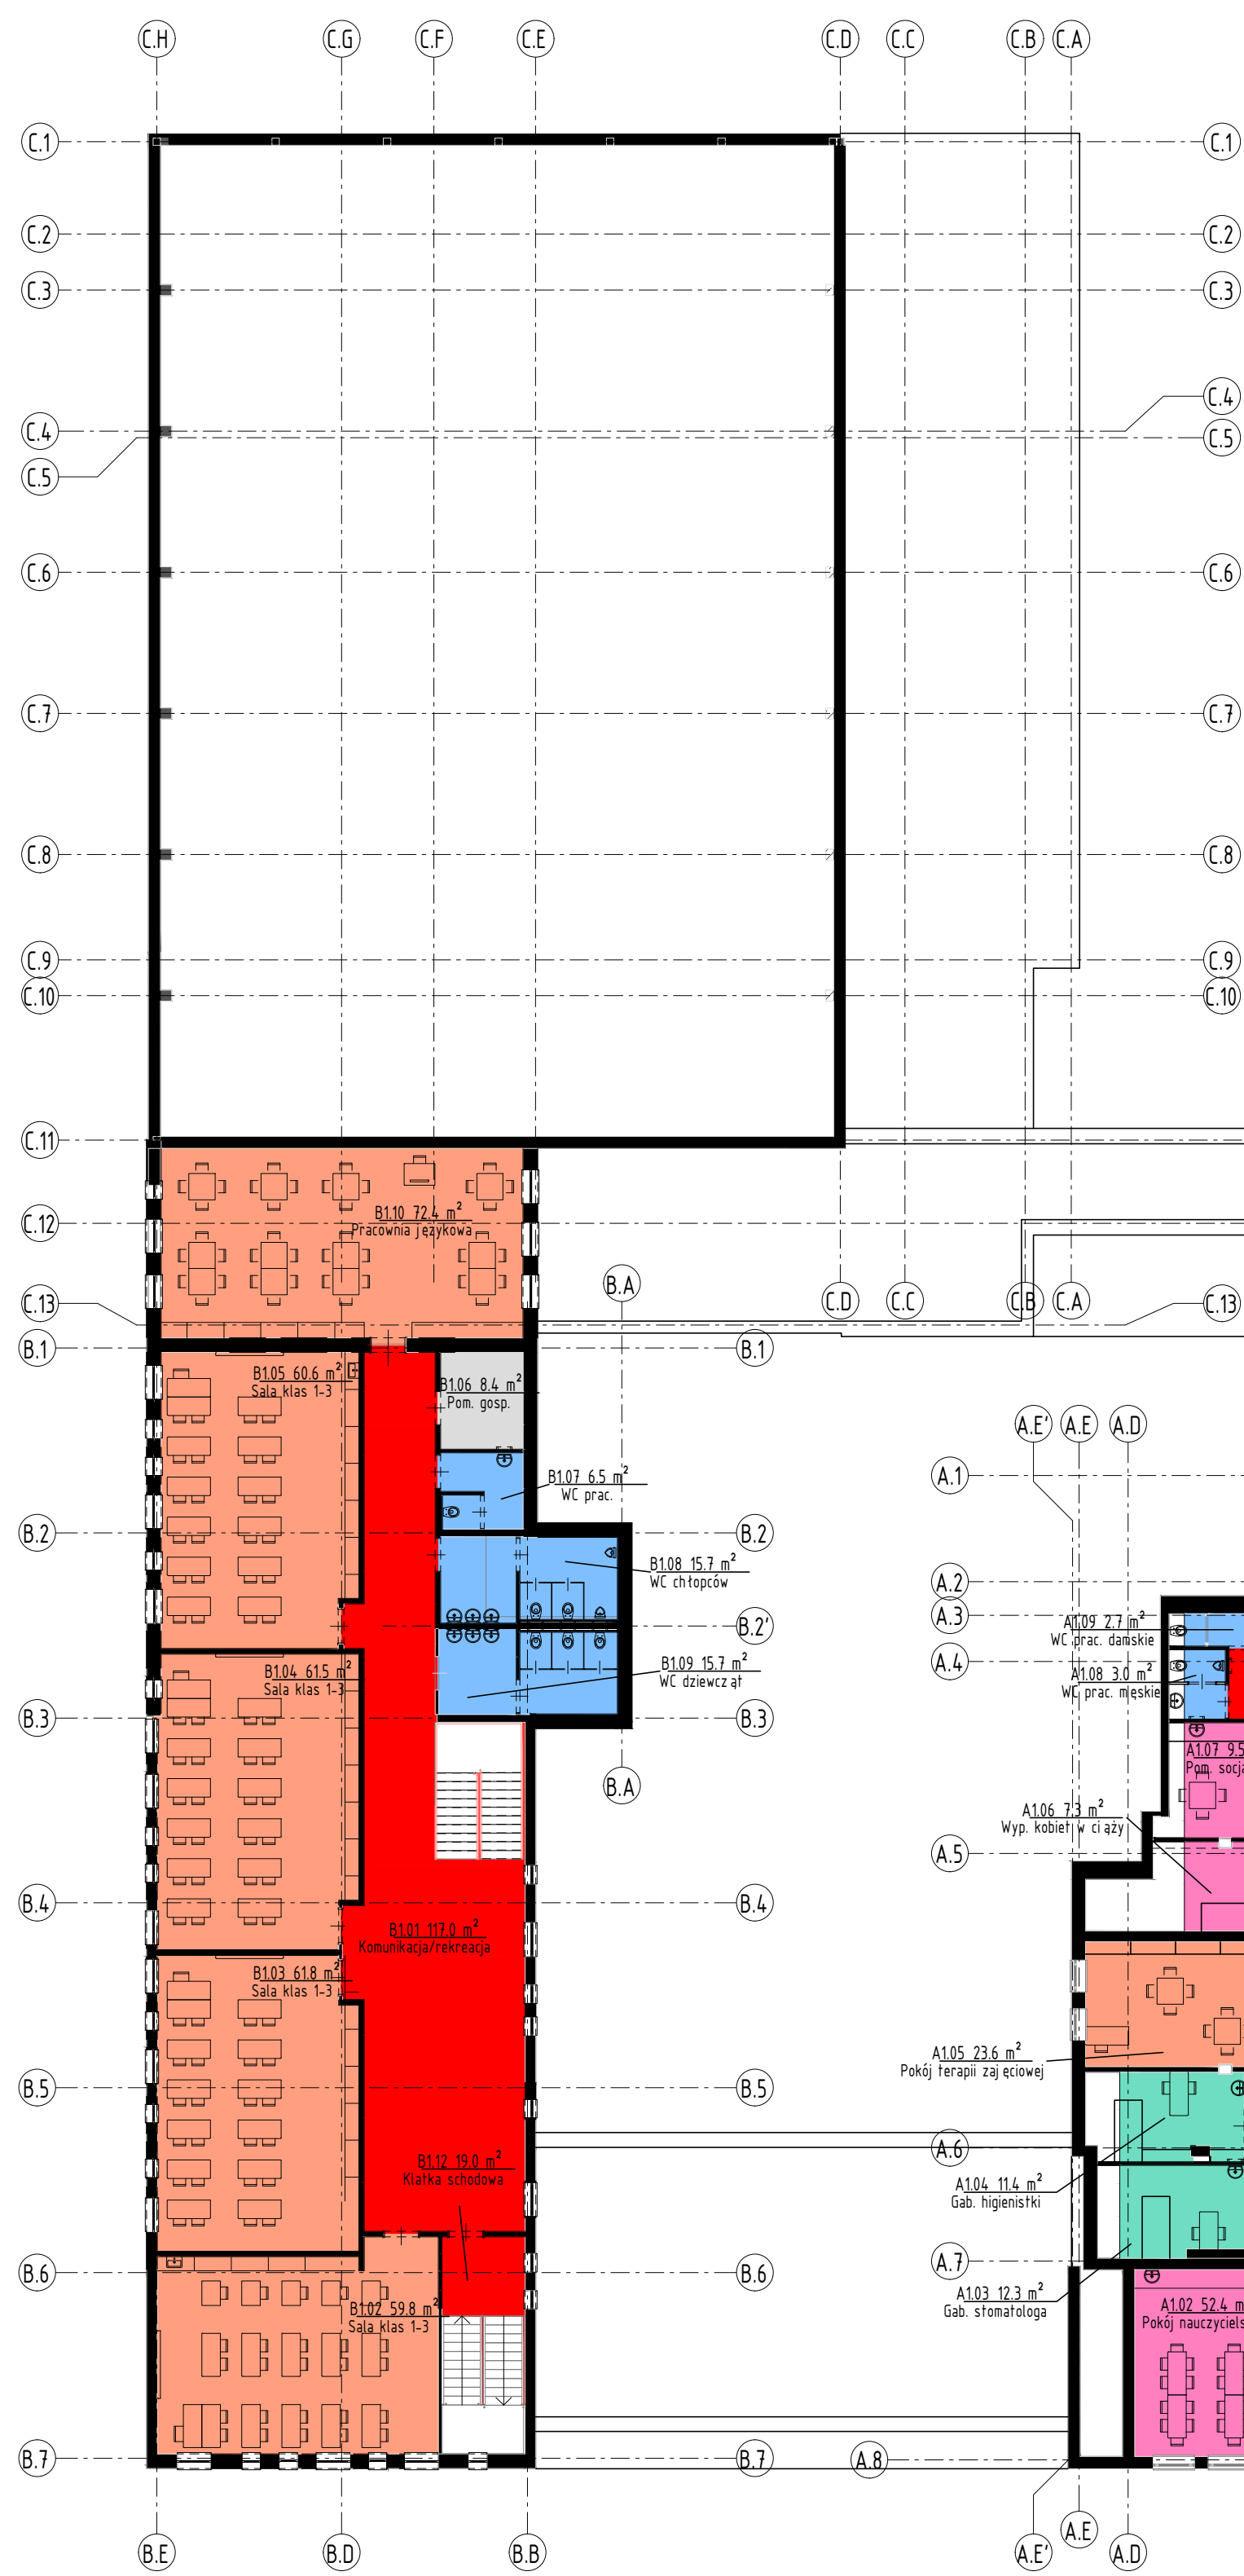 C.H
C.G
C.F
C.E
C.D
C.C
C.B
C.A
C.1
C.1
C.2
C.2
C.3
C.3
C.4
C.4
C.5
C.5
C.6
C.6
C.7
C.7
C.8
C.8
C.9
C.9
C.10
C.10
C.11
C.12
B1.10 72.4 m²
Pracownia językowa
B.A
C.13
C.D
C.C
C.B
C.A
C.13
B.1
B.1
B1.05 60.6 m²
Sala klas 1-3
B1.06 8.4 m²
Pom. gosp.
A.E'
A.E
A.D
A.1
B1.07 6.5 m²
WC prac.
B.2
B.2
B1.08 15.7 m²
WC chłopców
A.2
A.3
B.2'
A1.09 2.7 m²
WC prac. damskie
A.4
B1.04 61.5 m²
Sala klas 1-3
B1.09 15.7 m²
WC dziewcząt
A1.08 3.0 m²
WC prac. męskie
B.3
B.3
A1.07 9.5
Pom. socja
B.A
A1.06 7.3 m²
Wyp. kobiet w ciąży
A.5
B.4
B.4
B1.01 117.0 m²
Komunikacja/rekreacja
B1.03 61.8 m²
Sala klas 1-3
A1.05 23.6 m²
Pokój terapii zajęciowej
B.5
B.5
A.6
B1.12 19.0 m²
Klatka schodowa
A1.04 11.4 m²
Gab. higienistki
A.7
B.6
B.6
A1.03 12.3 m²
Gab. stomatologa
B1.02 59.8 m²
Sala klas 1-3
A1.02 52.4 m
Pokój nauczyciels
B.7
B.7
A.8
B.E
B.D
B.B
A.E'
A.E
A.D